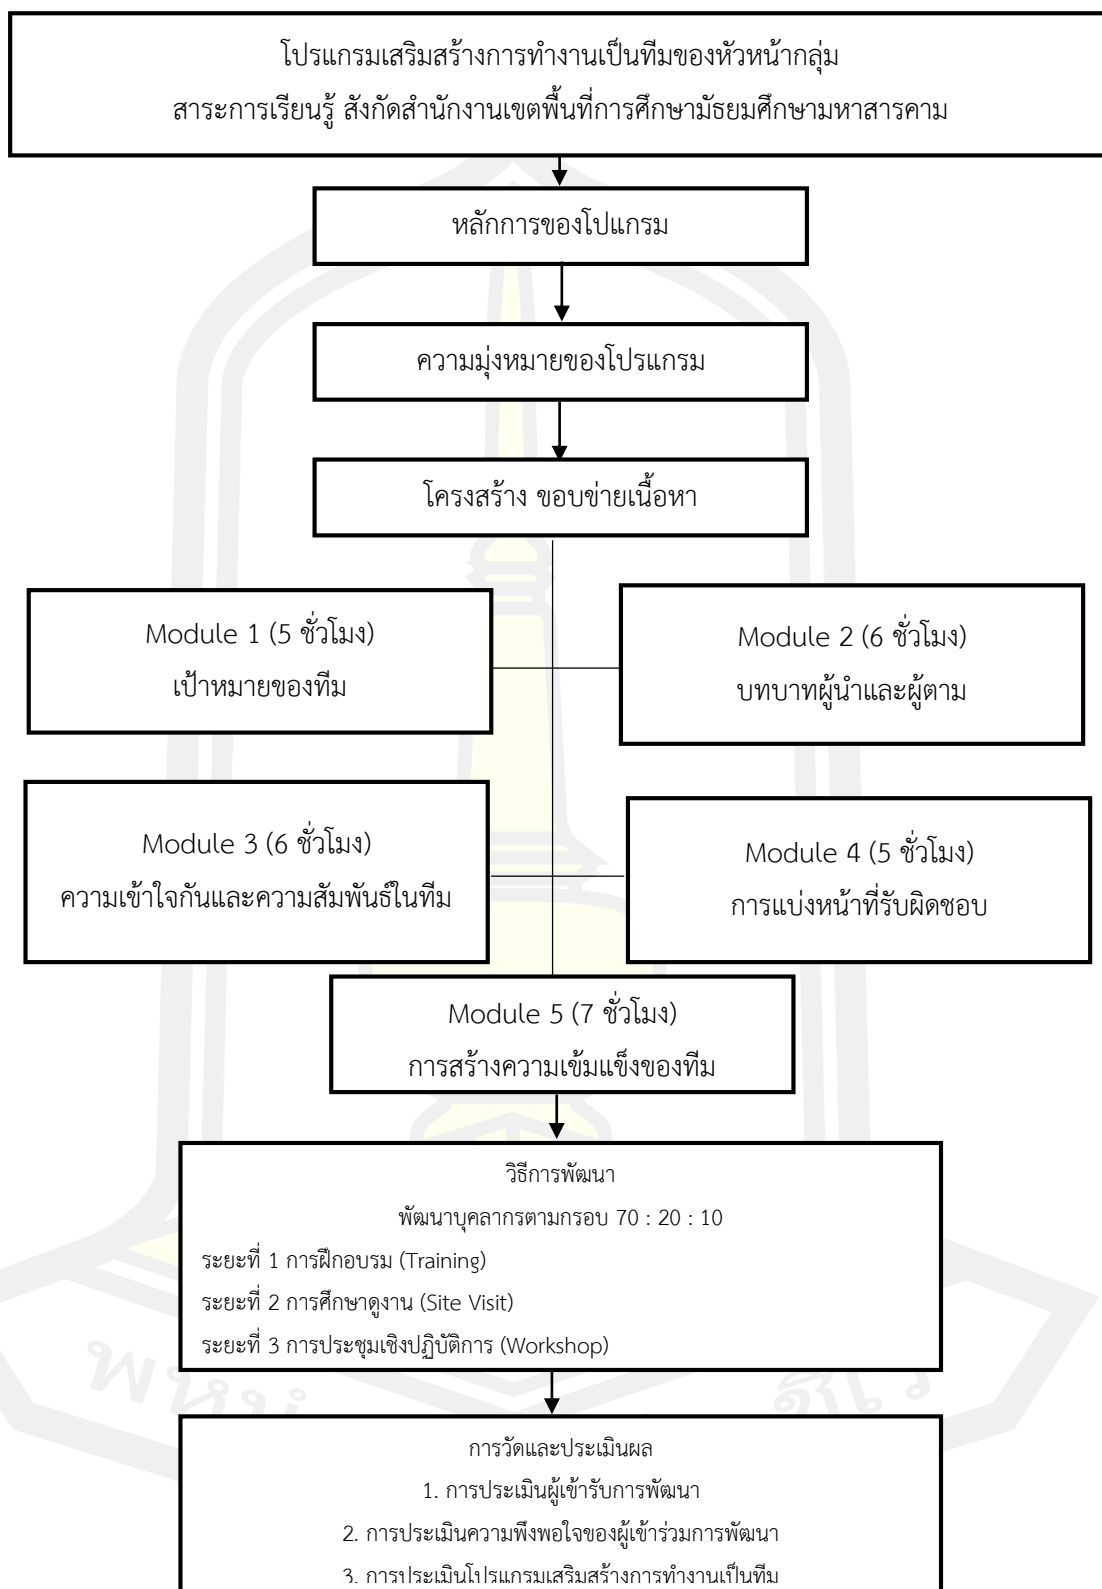 โปรแกรมเสริมสร้างการทำงานเป็นทีมของหัวหน้ากลุ่ม
สาระการเรียนรู้ สังกัดสำนักงานเขตพื้นที่การศึกษามัธยมศึกษามหาสารคาม
หลักการของโปแกรม
ความมุ่งหมายของโปรแกรม
โครงสร้าง ขอบข่ายเนื้อหา
Module 1 (5 ชั่วโมง)
เป้าหมายของทีม
Module 2 (6 ชั่วโมง)
บทบาทผู้นำและผู้ตาม
Module 3 (6 ชั่วโมง)
ความเข้าใจกันและความสัมพันธ์ในทีม
Module 4 (5 ชั่วโมง)
การแบ่งหน้าที่รับผิดชอบ
Module 5 (7 ชั่วโมง)
การสร้างความเข้มแข็งของทีม
วิธีการพัฒนา
พัฒนาบุคลากรตามกรอบ 70 : 20 : 10
ระยะที่ 1 การฝึกอบรม (Training)
ระยะที่ 2 การศึกษาดูงาน (Site Visit)
ระยะที่ 3 การประชุมเชิงปฏิบัติการ (Workshop)
การวัดและประเมินผล
1. การประเมินผู้เข้ารับการพัฒนา
2. การประเมินความพึงพอใจของผู้เข้าร่วมการพัฒนา
3. การประเมินโปรแกรมเสริมสร้างการทำงานเป็นทีม